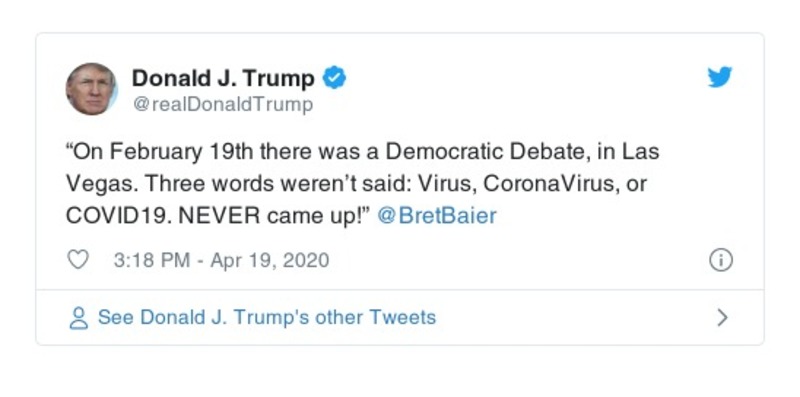 Donald J. Trump
@realDonaldTrump
“On February 19th there was a Democratic Debate, in Las
Vegas. Three words weren’t said: Virus, CoronaVirus, or
COVID19. NEVER came up!” @BretBaier
3:18 PM - Apr 19, 2020
See Donald J. Trump's other Tweets